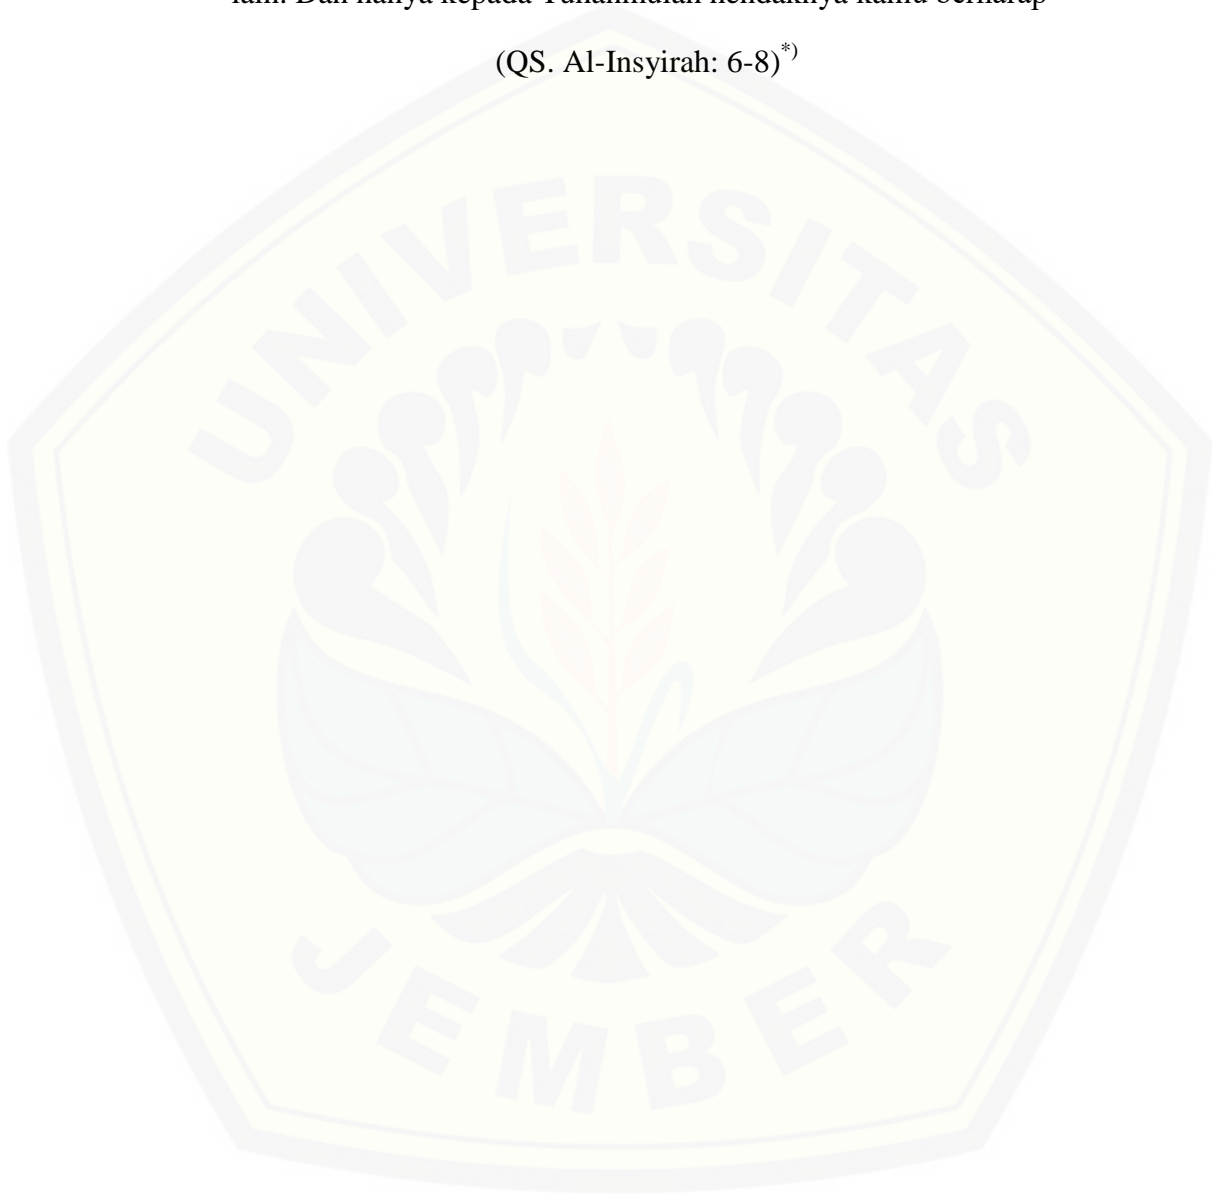 lain. Dan hanya kepada Tuhanmulah hendaknya kamu berharap
(QS. Al-Insyirah: 6-8)*)
UNIVERSITAS
JEMBER